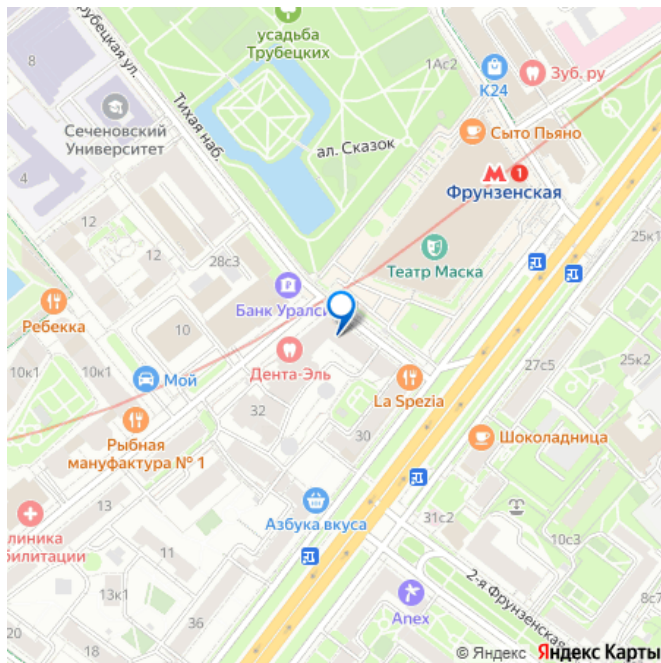 усадьба
Трубецких
8
1Ас2
К24
Зуб. ру
рубецкая ул.
Сеченовский
Университет
Тихая наб.
ал. Сказок
Сыто Пьяно
4
1
Фрунзенская
12
12
28с3
Театр Маска
25к1
Банк Уралси
Ребекка
10
10к1
10к1
Мой
Дента-Эль
La Spezia
27с5
25к2
32
30
Рыбная
мануфактура № 1
Шоколадница
13
Азбука вкуса
31с2
10с3
линика
билитации
11
13к1
2-я Фрунзенская
Anex
8с7
20
18
36
© Яндекс Яндекс Карты